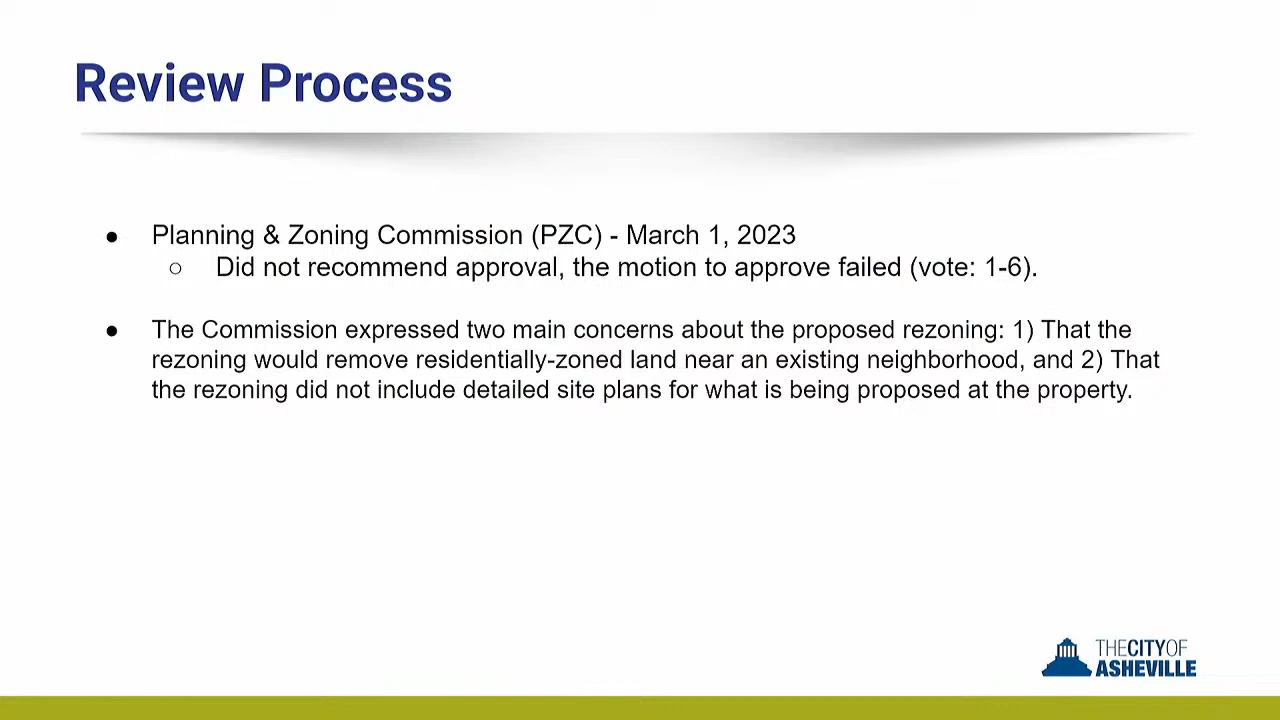 Review Process
● Planning & Zoning Commission (PZC) - March 1, 2023
○ Did not recommend approval, the motion to approve failed (vote: 1-6).
● The Commission expressed two main concerns about the proposed rezoning: 1) That the
rezoning would remove residentially-zoned land near an existing neighborhood, and 2) That
the rezoning did not include detailed site plans for what is being proposed at the property.
THE CITY OF
ASHEVILLE